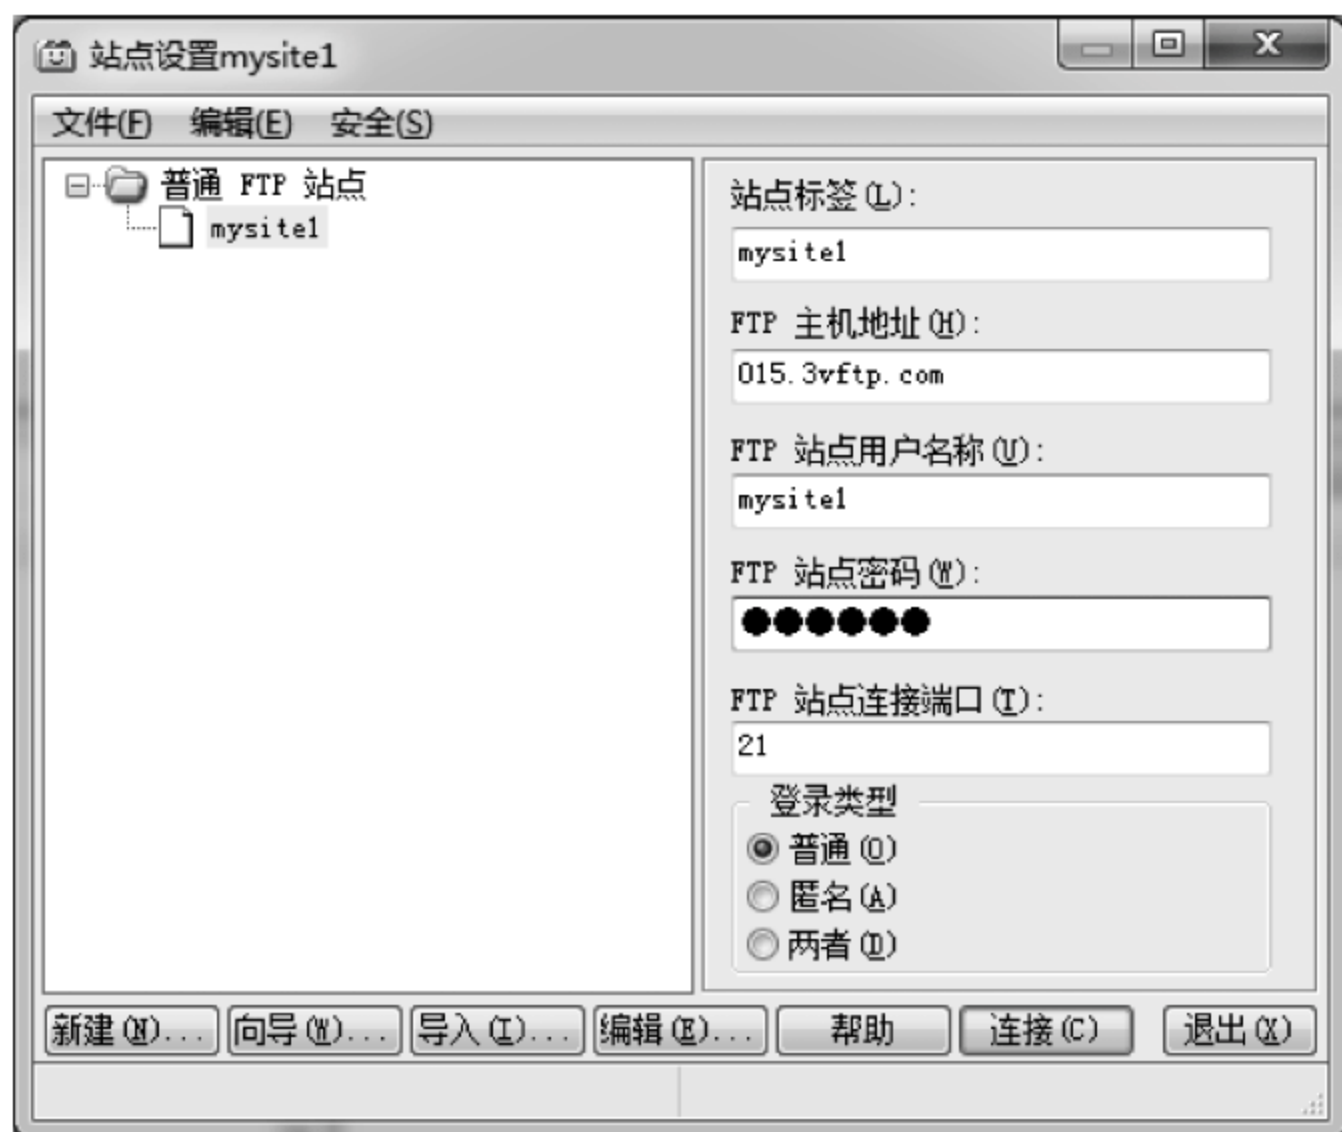 站点设置mysite1
文件(F) 编辑(E) 安全(S)
普通 FTP 站点
mysite1
站点标签(L):
mysite1
FTP 主机地址(H):
015.3vftp.com
FTP 站点用户名称(U):
mysite1
FTP 站点密码(W):
●●●●●●
FTP 站点连接端口(T):
21
登录类型
普通(O)
匿名(A)
两者(D)
新建(N)... 向导(W)... 导入(I)... 编辑(E)... 帮助 连接(C) 退出(X)